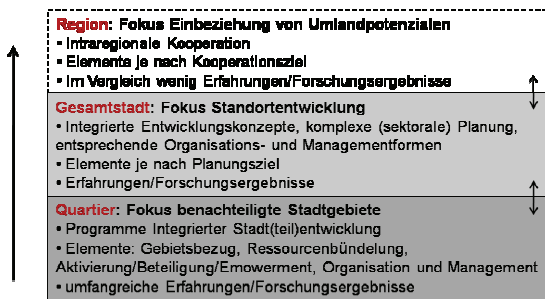 Region: Fokus Einbeziehung von Umlandpotenzialen
• Intraregionale Kooperation
• Elemente je nach Kooperationsziel
• Im Vergleich wenig Erfahrungen/Forschungsergebnisse
Gesamtstadt: Fokus Standortentwicklung
• Integrierte Entwicklungskonzepte, komplexe (sektorale) Planung,
entsprechende Organisations- und Managementformen
• Elemente je nach Planungsziel
• Erfahrungen/Forschungsergebnisse
Quartier: Fokus benachteiligte Stadtgebiete
• Programme Integrierter Stadt(teil)entwicklung
• Elemente: Gebietsbezug, Ressourcenbündelung,
Aktivierung/Beteiligung/Emowerment, Organisation und Management
• umfangreiche Erfahrungen/Forschungsergebnisse